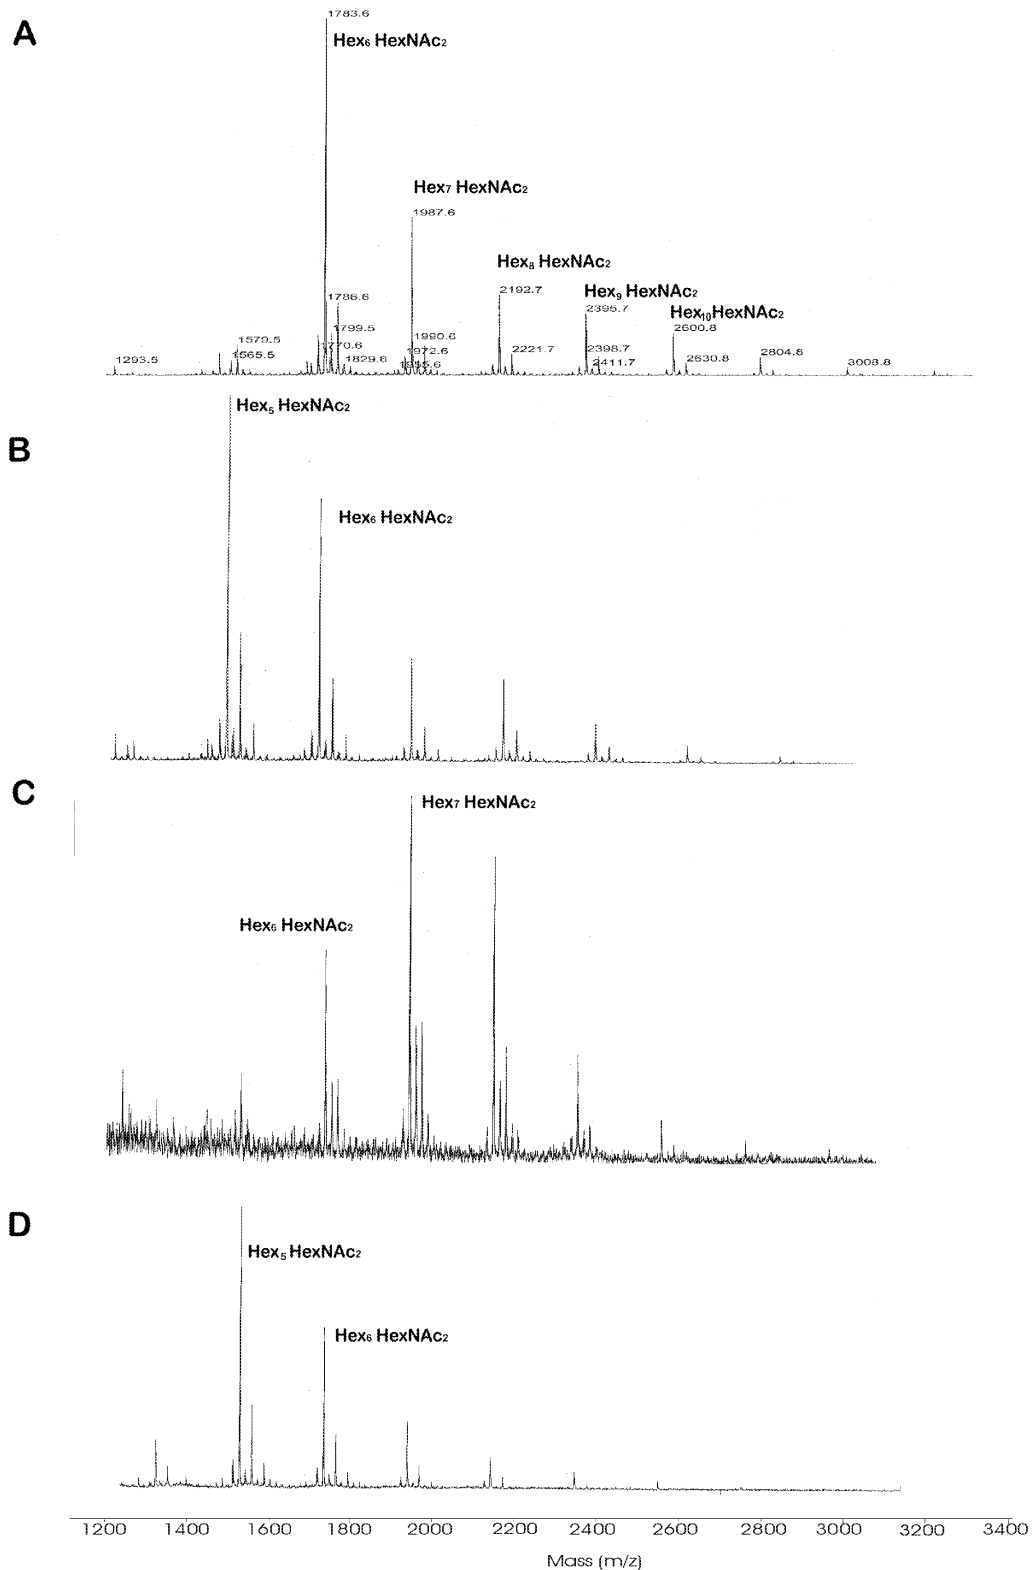 A
1783.6
Hex₆ HexNAc₂
Hex₇ HexNAc₂
1987.6
Hex₈ HexNAc₂
2192.7
Hex₉ HexNAc₂
2395.7
Hex₁₀HexNAc₂
2600.8
1786.6
1799.5
1770.6
1829.6
1579.5
1565.5
1293.5
1990.6
1972.6
2221.7
2398.7
2411.7
2630.8
2804.8
3008.8
B
Hex₅ HexNAc₂
Hex₆ HexNAc₂
C
Hex₇ HexNAc₂
Hex₆ HexNAc₂
D
Hex₅ HexNAc₂
Hex₆ HexNAc₂
1200 1400 1600 1800 2000 2200 2400 2600 2800 3000 3200 3400
Mass (m/z)